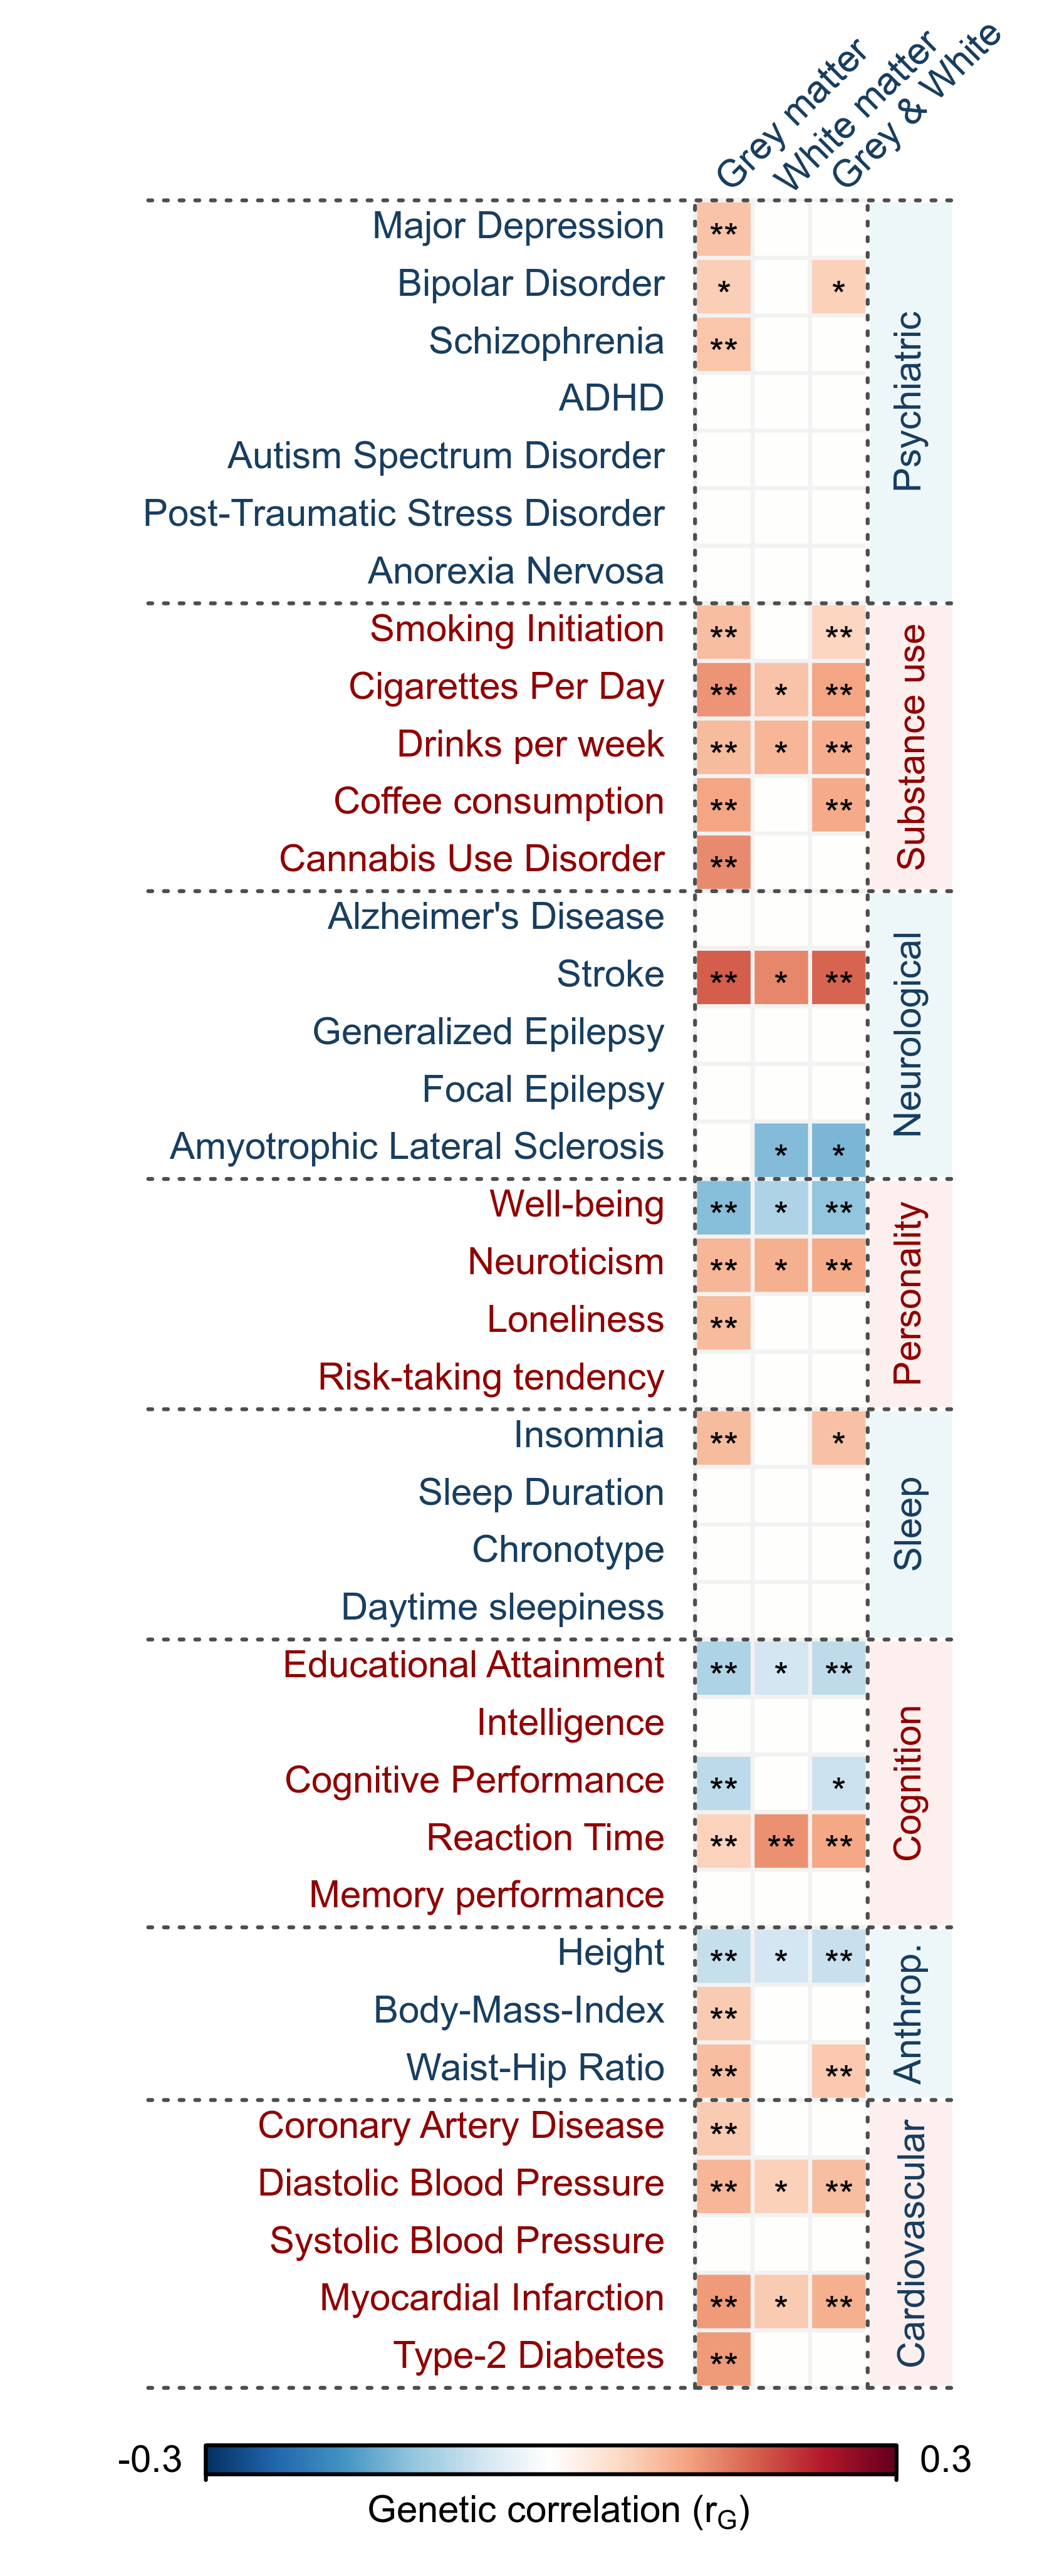 Grey matter
White matter
Grey & White
Major Depression **
Bipolar Disorder * *
Schizophrenia **
ADHD
Autism Spectrum Disorder
Post-Traumatic Stress Disorder
Anorexia Nervosa
Psychiatric
Smoking Initiation ** **
Cigarettes Per Day ** * **
Drinks per week ** * **
Coffee consumption ** **
Cannabis Use Disorder **
Substance use
Alzheimer's Disease
Stroke ** * **
Generalized Epilepsy
Focal Epilepsy
Amyotrophic Lateral Sclerosis * *
Neurological
Well-being ** * **
Neuroticism ** * **
Loneliness **
Risk-taking tendency
Personality
Insomnia ** *
Sleep Duration
Chronotype
Daytime sleepiness
Sleep
Educational Attainment ** * **
Intelligence
Cognitive Performance ** *
Reaction Time ** ** **
Memory performance
Cognition
Height ** * **
Body-Mass-Index **
Waist-Hip Ratio ** **
Anthrop.
Coronary Artery Disease **
Diastolic Blood Pressure ** * **
Systolic Blood Pressure
Myocardial Infarction ** * **
Type-2 Diabetes **
Cardiovascular
-0.3 0.3
Genetic correlation (rG)